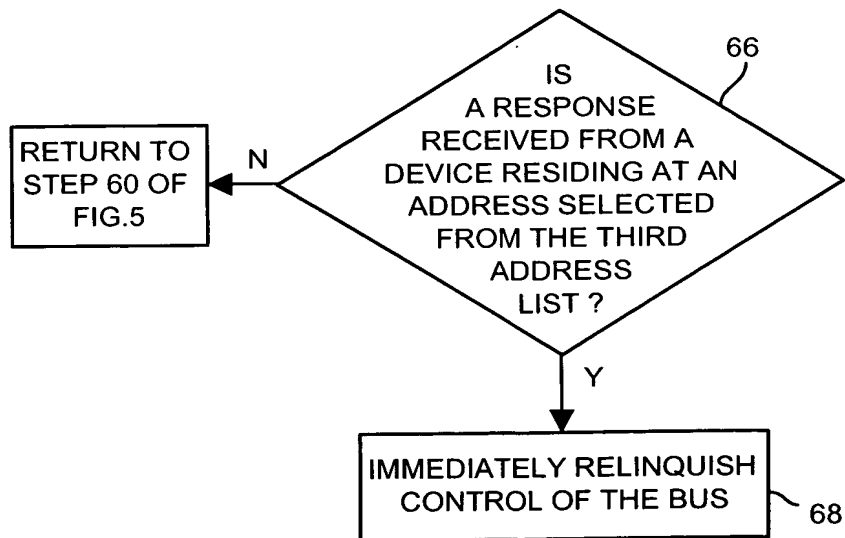 66
IS
A RESPONSE
RECEIVED FROM A
DEVICE RESIDING AT AN
ADDRESS SELECTED
FROM THE THIRD
ADDRESS
LIST ?
N
RETURN TO
STEP 60 OF
FIG.5
Y
IMMEDIATELY RELINQUISH
CONTROL OF THE BUS
68